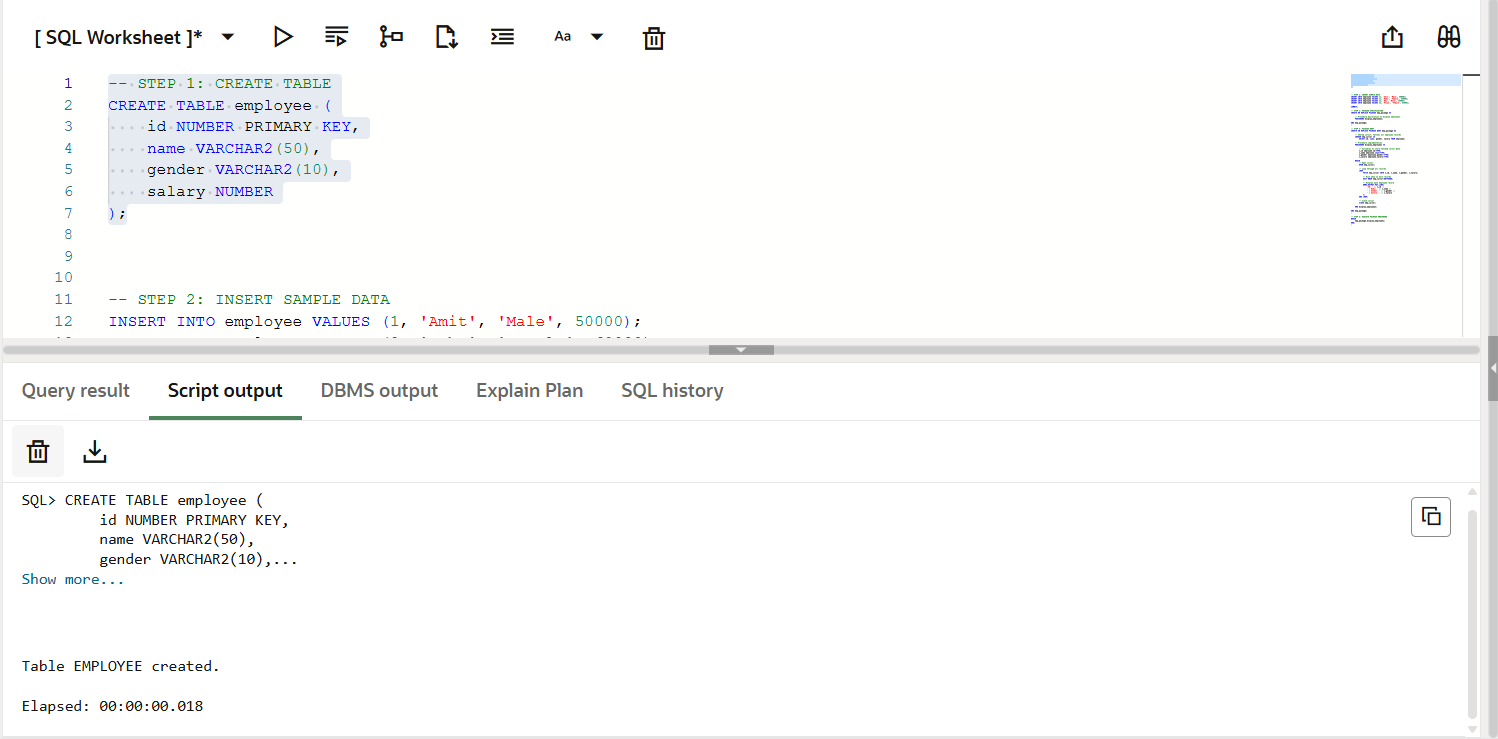 [ SQL Worksheet ]*
Aa
1 -- STEP 1: CREATE TABLE
2 CREATE TABLE employee (
3 id NUMBER PRIMARY KEY,
4 name VARCHAR2(50),
5 gender VARCHAR2(10),
6 salary NUMBER
7 );
8
9
10
11 -- STEP 2: INSERT SAMPLE DATA
12 INSERT INTO employee VALUES (1, 'Amit', 'Male', 50000);
Query result Script output DBMS output Explain Plan SQL history
SQL> CREATE TABLE employee (
id NUMBER PRIMARY KEY,
name VARCHAR2(50),
gender VARCHAR2(10),...
Show more...
Table EMPLOYEE created.
Elapsed: 00:00:00.018